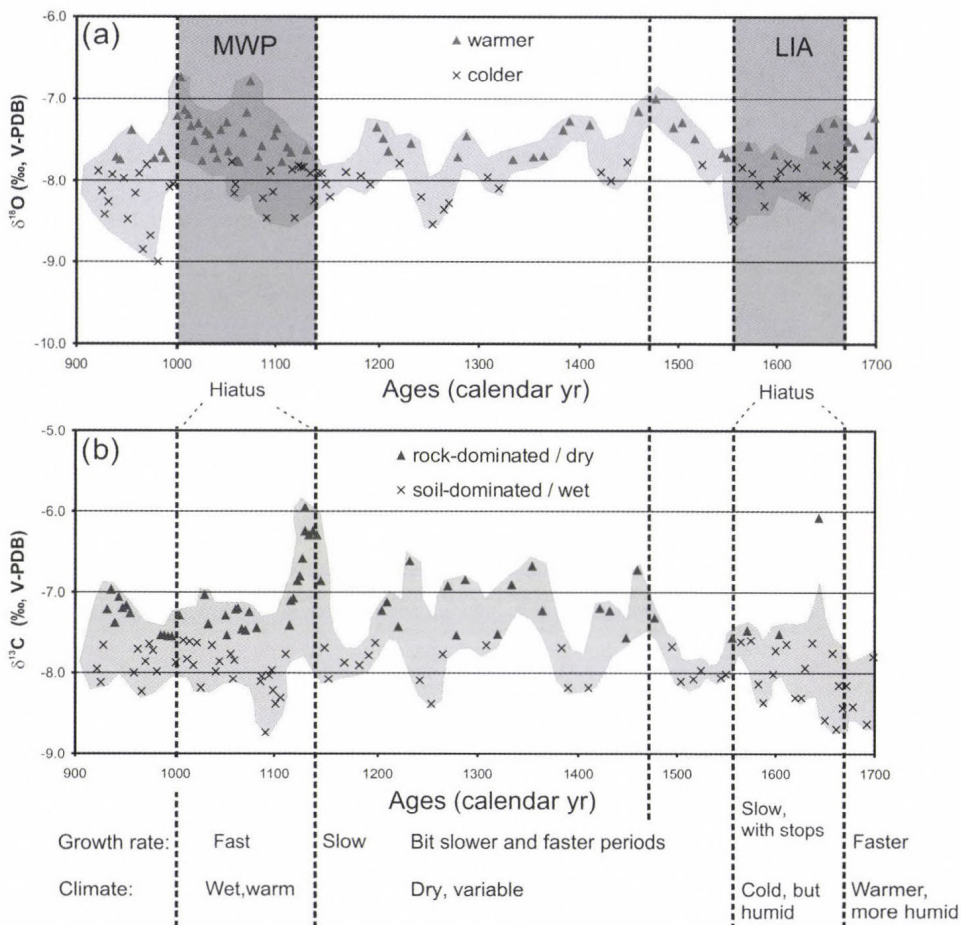 (a)
MWP
LIA
▲ warmer
× colder
δ¹⁸O (‰, V-PDB)
-6.0
-7.0
-8.0
-9.0
-10.0
900 1000 1100 1200 1300 1400 1500 1600 1700
Ages (calendar yr)
Hiatus
Hiatus
(b)
▲ rock-dominated / dry
× soil-dominated / wet
δ¹³C (‰, V-PDB)
-5.0
-6.0
-7.0
-8.0
-9.0
900 1000 1100 1200 1300 1400 1500 1600 1700
Ages (calendar yr)
Growth rate: Fast Slow Bit slower and faster periods Slow, with stops Faster
Climate: Wet,warm Dry, variable Cold, but humid Warmer, more humid